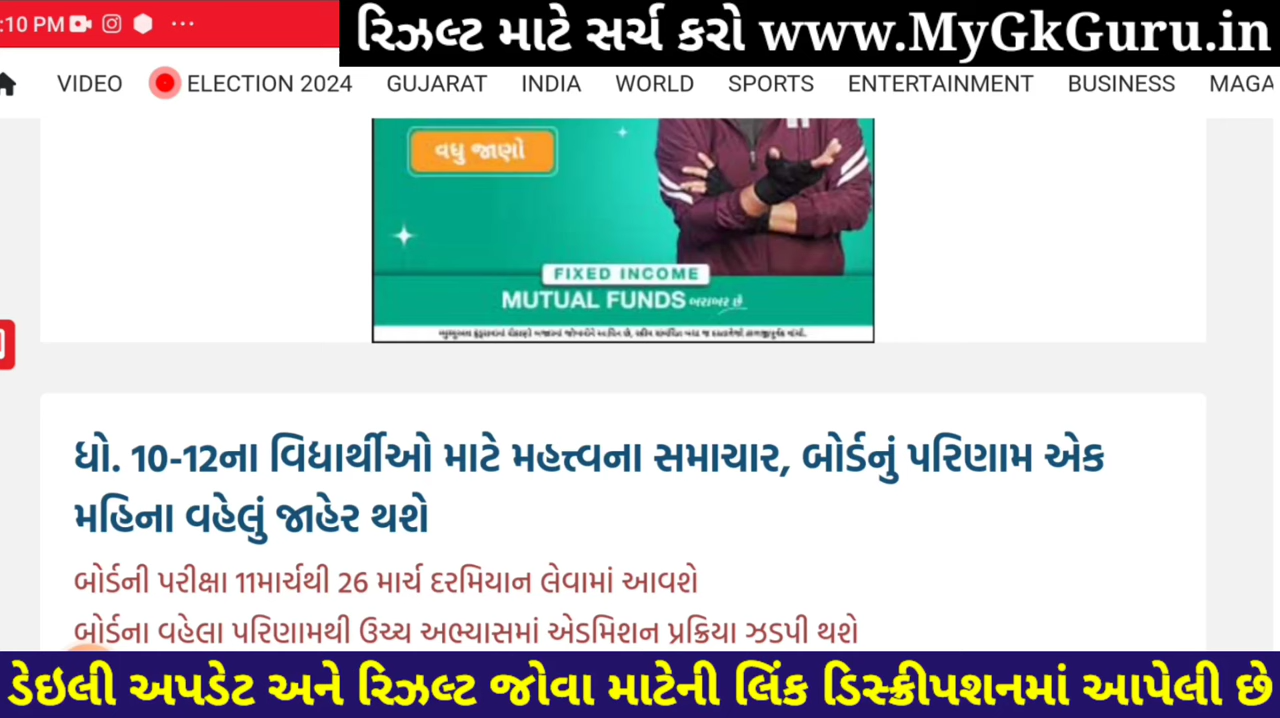 :10 PM
રિઝલ્ટ માટે સર્ચ કરો www.MyGkGuru.in
VIDEO ELECTION 2024 GUJARAT INDIA WORLD SPORTS ENTERTAINMENT BUSINESS MAGA
વધુ જાણો
FIXED INCOME
MUTUAL FUNDS બરાબર છે
ધો. 10-12ના વિદ્યાર્થીઓ માટે મહત્ત્વના સમાચાર, બોર્ડનું પરિણામ એક
મહિના વહેલું જાહેર થશે
બોર્ડની પરીક્ષા 11માર્ચથી 26 માર્ચ દરમિયાન લેવામાં આવશે
બોર્ડના વહેલા પરિણામથી ઉચ્ચ અભ્યાસમાં એડમિશન પ્રક્રિયા ઝડપી થશે
ડેઇલી અપડેટ અને રિઝલ્ટ જોવા માટેની લિંક ડિસ્ક્રીપશનમાં આપેલી છે